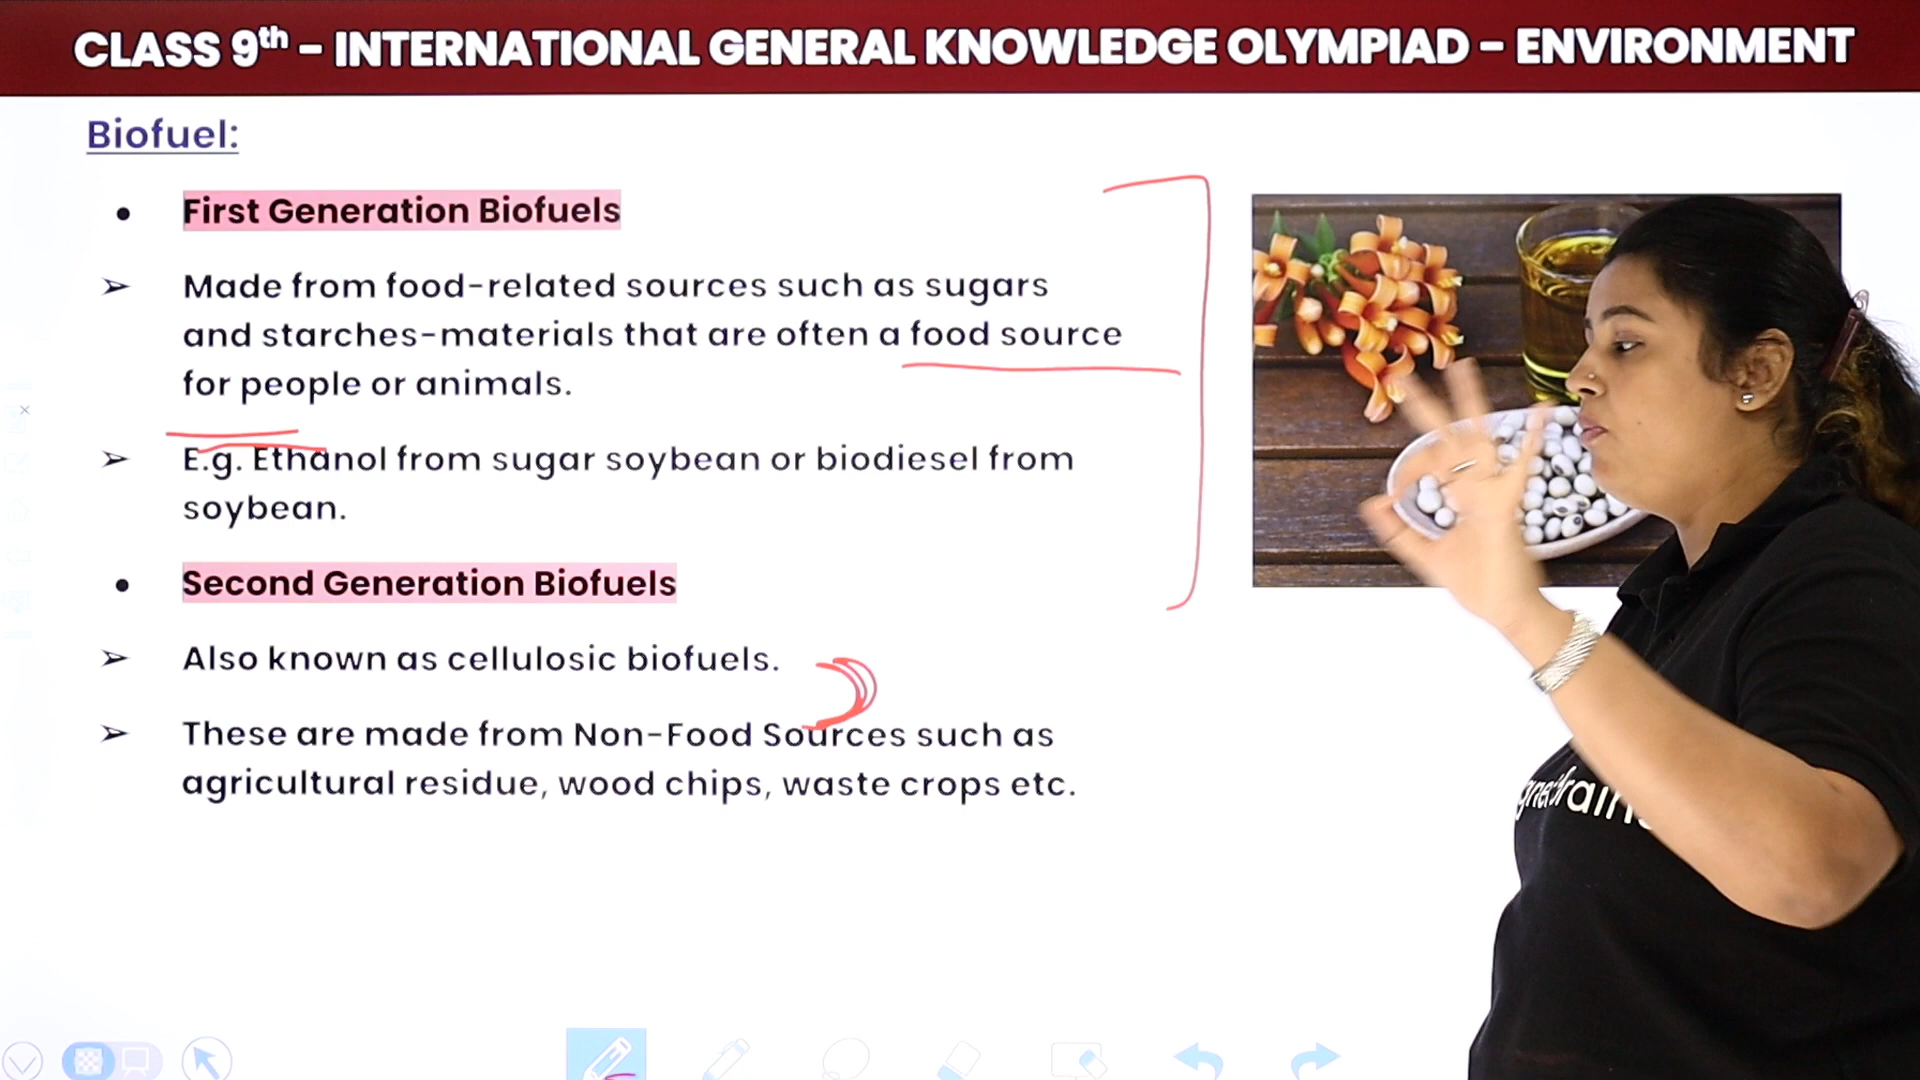 CLASS 9th – INTERNATIONAL GENERAL KNOWLEDGE OLYMPIAD – ENVIRONMENT
Biofuel:
• First Generation Biofuels
➢ Made from food-related sources such as sugars
and starches-materials that are often a food source
for people or animals.
➢ E.g. Ethanol from sugar soybean or biodiesel from
soybean.
• Second Generation Biofuels
➢ Also known as cellulosic biofuels.
➢ These are made from Non-Food Sources such as
agricultural residue, wood chips, waste crops etc.